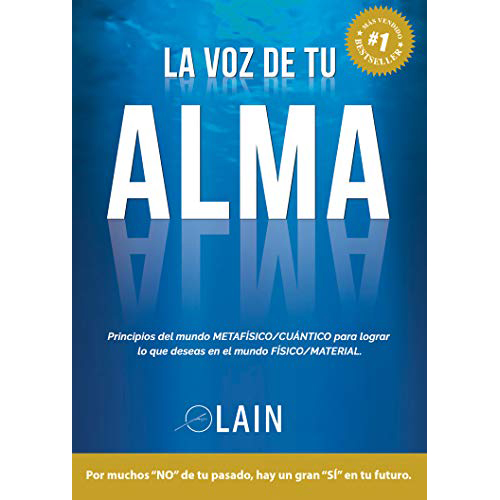 MÁS VENDIDO
#1
BESTSELLER
LA VOZ DE TU
ALMA
Principios del mundo METAFÍSICO/CUÁNTICO para lograr
lo que deseas en el mundo FÍSICO/MATERIAL.
LAIN
Por muchos “NO” de tu pasado, hay un gran “SÍ” en tu futuro.